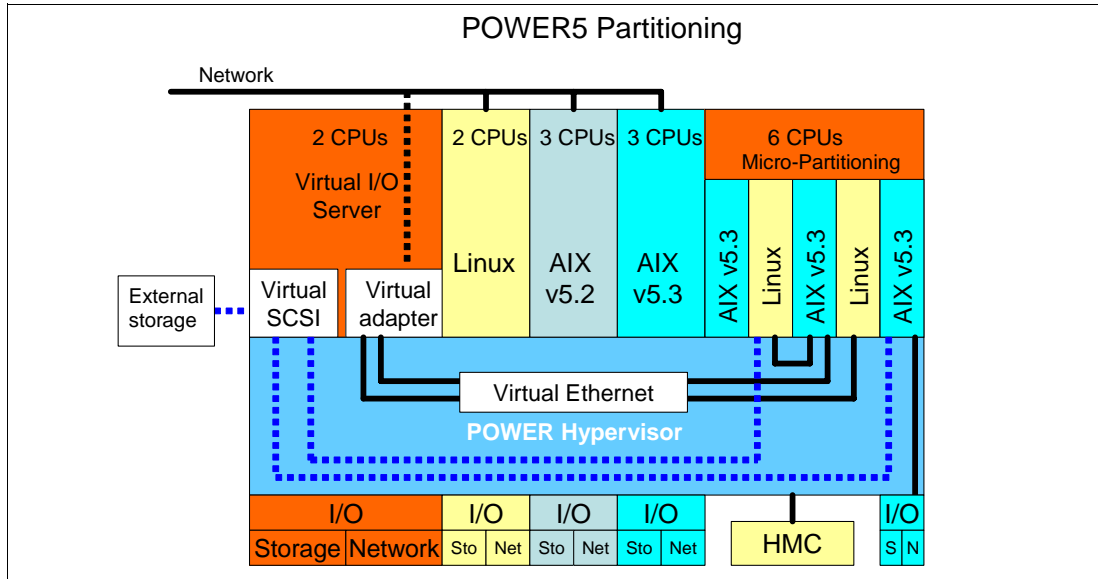 POWER5 Partitioning
Network
2 CPUs
Virtual I/O
Server
2 CPUs
Linux
3 CPUs
AIX
v5.2
3 CPUs
AIX
v5.3
6 CPUs
Micro-Partitioning
AIX v5.3
Linux
AIX v5.3
Linux
AIX v5.3
External
storage
Virtual
SCSI
Virtual
adapter
Virtual Ethernet
POWER Hypervisor
I/O
Storage
Network
I/O
Sto
Net
I/O
Sto
Net
I/O
Sto
Net
HMC
I/O
S
N